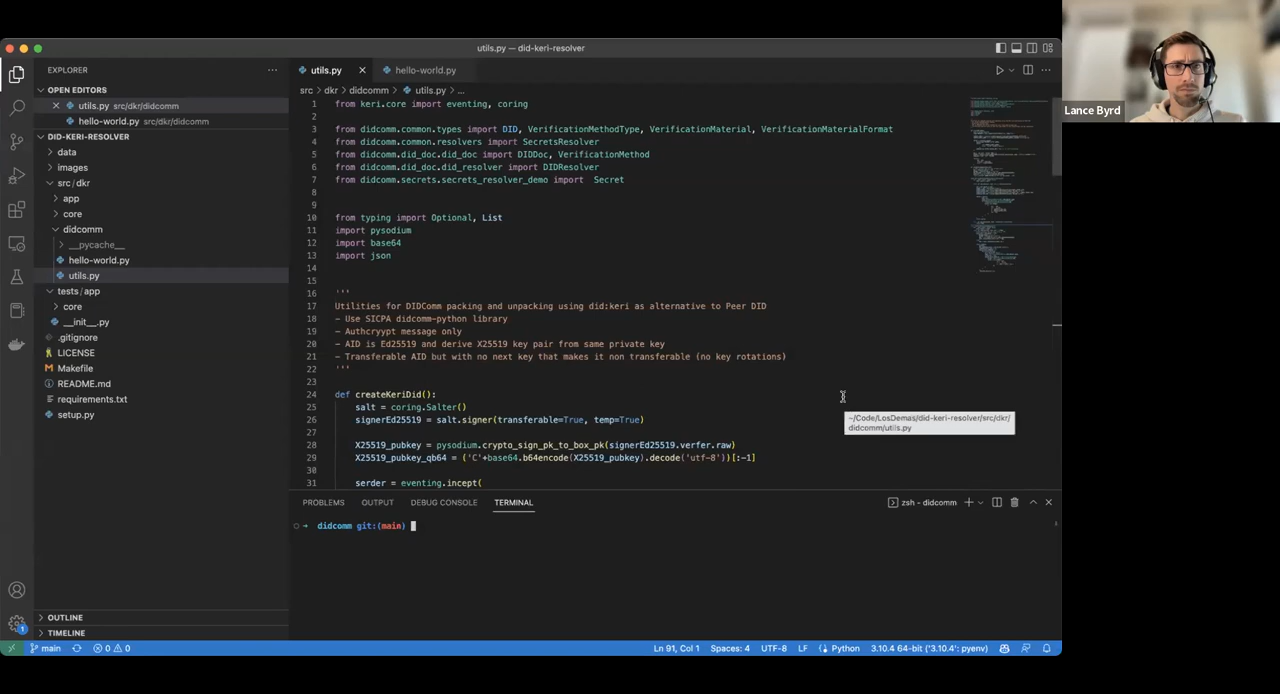 utils.py — did-keri-resolver
EXPLORER
OPEN EDITORS
utils.py src/dkr/didcomm
hello-world.py src/dkr/didcomm
DID-KERI-RESOLVER
data
images
src/dkr
app
core
didcomm
__pycache__
hello-world.py
utils.py
tests/app
core
__init__.py
.gitignore
LICENSE
Makefile
README.md
requirements.txt
setup.py
OUTLINE
TIMELINE
utils.py
hello-world.py
src > dkr > didcomm > utils.py > ...
1 from keri.core import eventing, coring
2
3 from didcomm.common.types import DID, VerificationMethodType, VerificationMaterial, VerificationMaterialFormat
4 from didcomm.common.resolvers import SecretsResolver
5 from didcomm.did_doc.did_doc import DIDDoc, VerificationMethod
6 from didcomm.did_doc.did_resolver import DIDResolver
7 from didcomm.secrets.secrets_resolver_demo import  Secret
8
9
10 from typing import Optional, List
11 import pysodium
12 import base64
13 import json
14
15
16 '''
17 Utilities for DIDComm packing and unpacking using did:keri as alternative to Peer DID
18 - Use SICPA didcomm-python library
19 - Authcryypt message only
20 - AID is Ed25519 and derive X25519 key pair from same private key
21 - Transferable AID but with no next key that makes it non transferable (no key rotations)
22 '''
23
24 def createKeriDid():
25 salt = coring.Salter()
26 signerEd25519 = salt.signer(transferable=True, temp=True)
27
28 X25519_pubkey = pysodium.crypto_sign_pk_to_box_pk(signerEd25519.verfer.raw)
29 X25519_pubkey_qb64 = ('C'+base64.b64encode(X25519_pubkey).decode('utf-8'))[:-1]
30
31 serder = eventing.incept(
~/Code/LosDemas/did-keri-resolver/src/dkr/
didcomm/utils.py
PROBLEMS OUTPUT DEBUG CONSOLE TERMINAL
zsh - didcomm
didcomm git:(main)
1
main 0 0
Ln 91, Col 1 Spaces: 4 UTF-8 LF Python 3.10.4 64-bit ('3.10.4': pyenv)
Lance Byrd